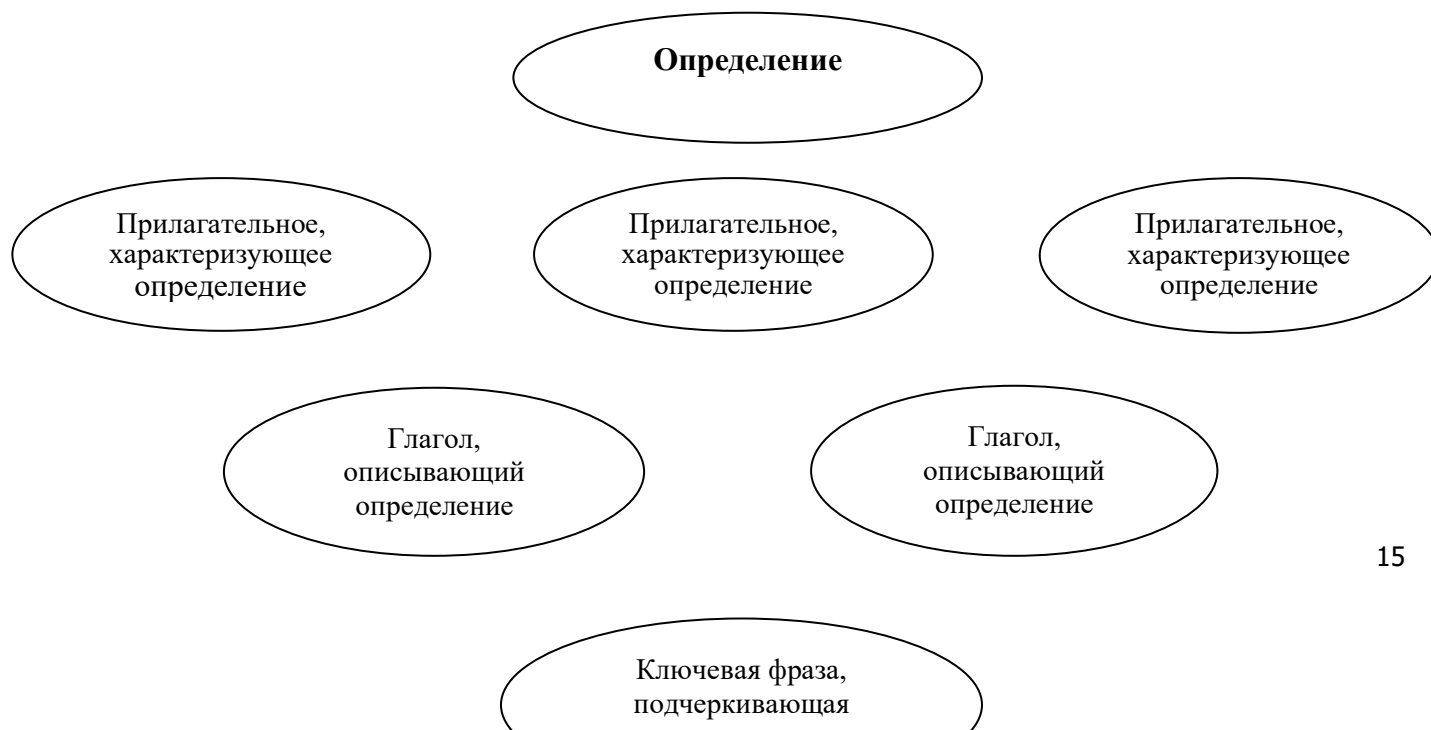 Определение
Прилагательное,
характеризующее
определение
Прилагательное,
характеризующее
определение
Прилагательное,
характеризующее
определение
Глагол,
описывающий
определение
Глагол,
описывающий
определение
15
Ключевая фраза,
подчеркивающая